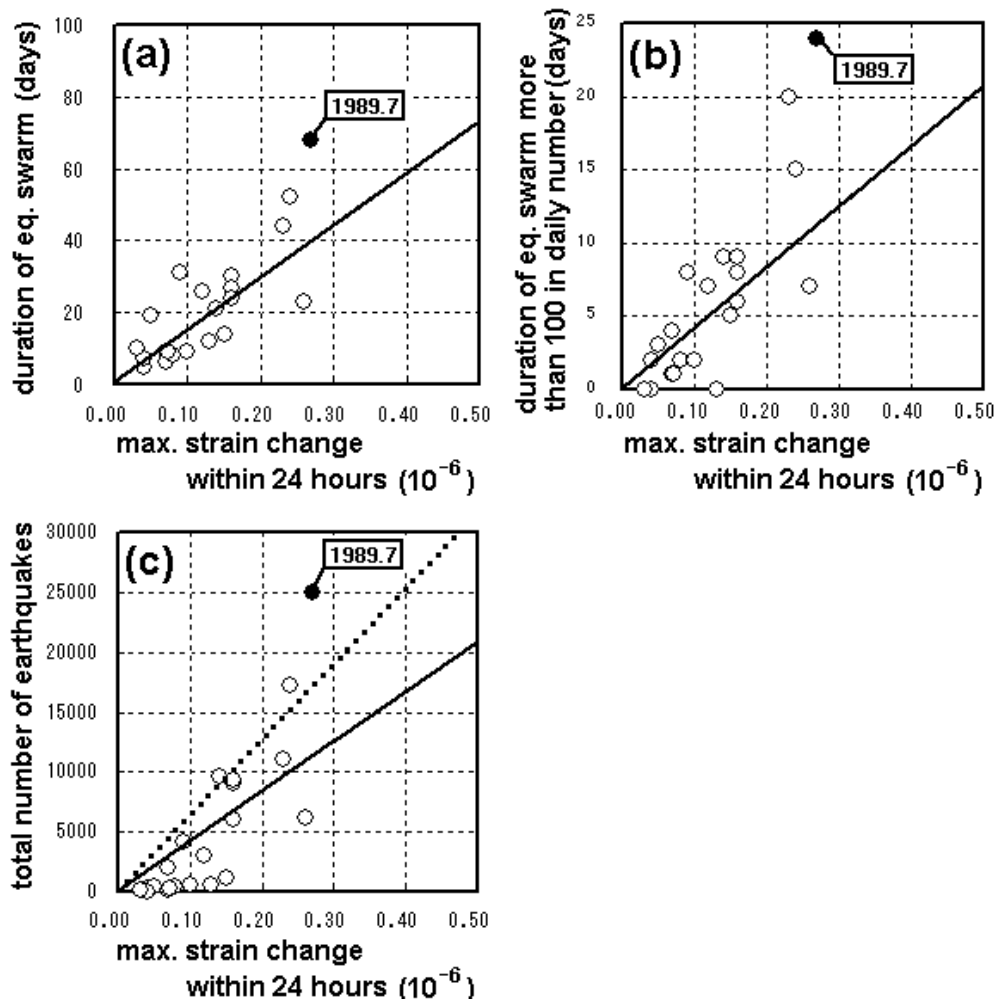 (a)
1989.7
duration of eq. swarm (days)
100
80
60
40
20
0
0.00 0.10 0.20 0.30 0.40 0.50
max. strain change
within 24 hours (10⁻⁶)
(b)
1989.7
duration of eq. swarm more
than 100 in daily number (days)
25
20
15
10
5
0
0.00 0.10 0.20 0.30 0.40 0.50
max. strain change
within 24 hours (10⁻⁶)
(c)
1989.7
total number of earthquakes
30000
25000
20000
15000
10000
5000
0
0.00 0.10 0.20 0.30 0.40 0.50
max. strain change
within 24 hours (10⁻⁶)